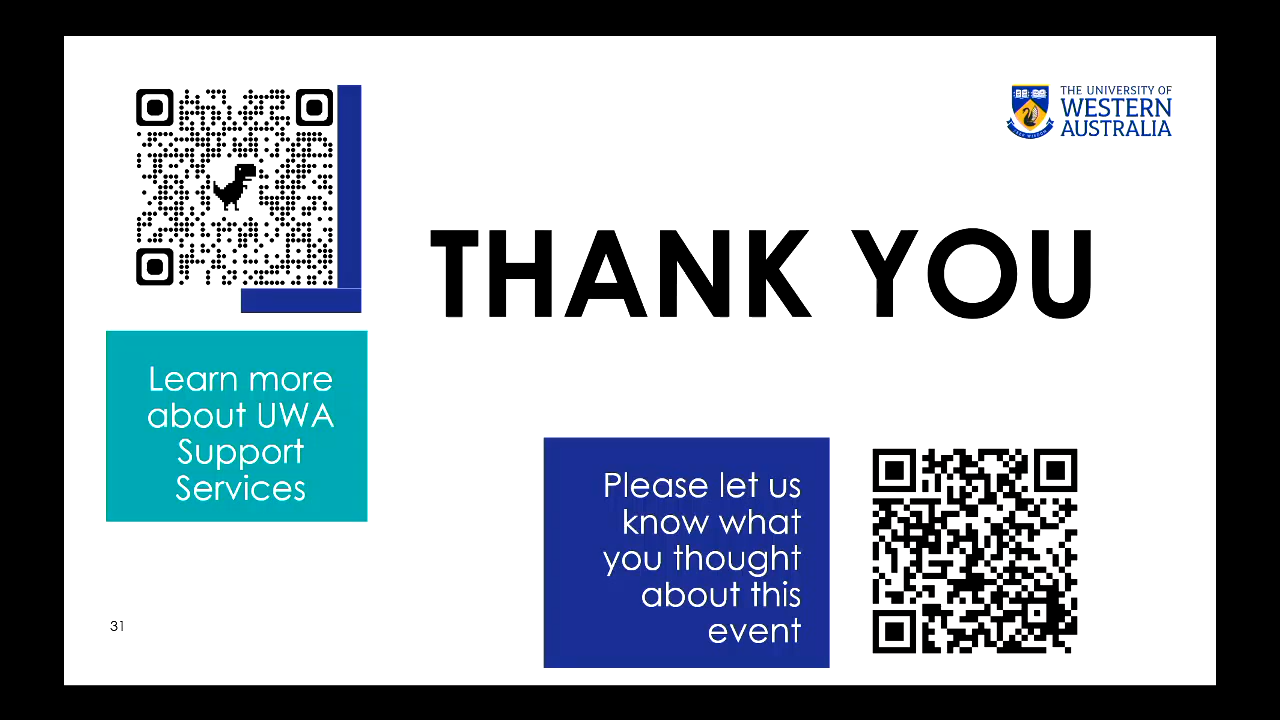 THE UNIVERSITY OF
WESTERN
AUSTRALIA
THANK YOU
Learn more
about UWA
Support
Services
Please let us
know what
you thought
about this
event
31